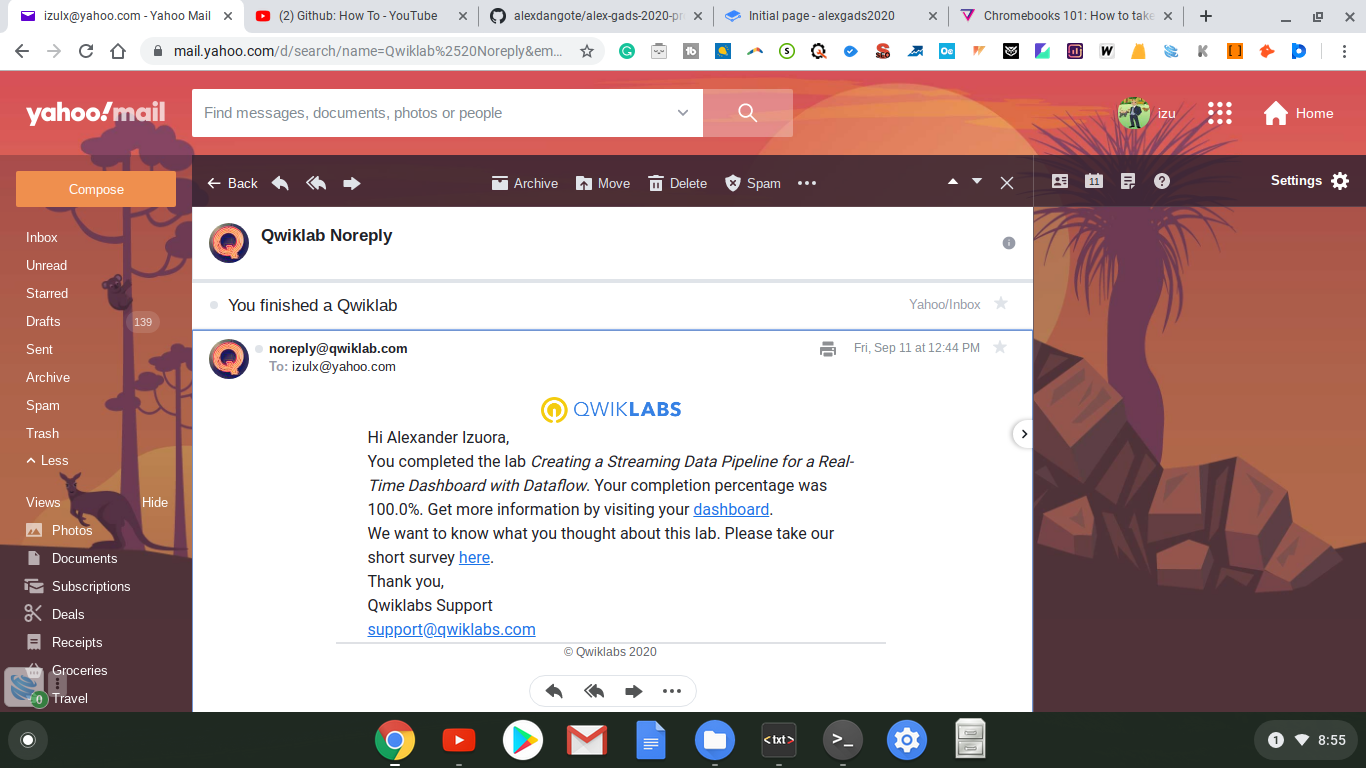 izulx@yahoo.com - Yahoo Mail
(2) Github: How To - YouTube
alexdangote/alex-gads-2020-pr
Initial page - alexgads2020
Chromebooks 101: How to take
mail.yahoo.com/d/search/name=Qwiklab%2520Noreply&em…
yahoo!mail
Find messages, documents, photos or people
izu
Home
Compose
Back
Archive
Move
Delete
Spam
11
Settings
Inbox
Unread
Starred
Drafts
139
Sent
Archive
Spam
Trash
Less
Views
Hide
Photos
Documents
Subscriptions
Deals
Receipts
Groceries
Travel
0
Qwiklab Noreply
You finished a Qwiklab
Yahoo/Inbox
noreply@qwiklab.com
Fri, Sep 11 at 12:44 PM
To: izulx@yahoo.com
QWIKLABS
Hi Alexander Izuora,
You completed the lab Creating a Streaming Data Pipeline for a Real-
Time Dashboard with Dataflow. Your completion percentage was
100.0%. Get more information by visiting your dashboard.
We want to know what you thought about this lab. Please take our
short survey here.
Thank you,
Qwiklabs Support
support@qwiklabs.com
© Qwiklabs 2020
<txt>
>_
1
8:55